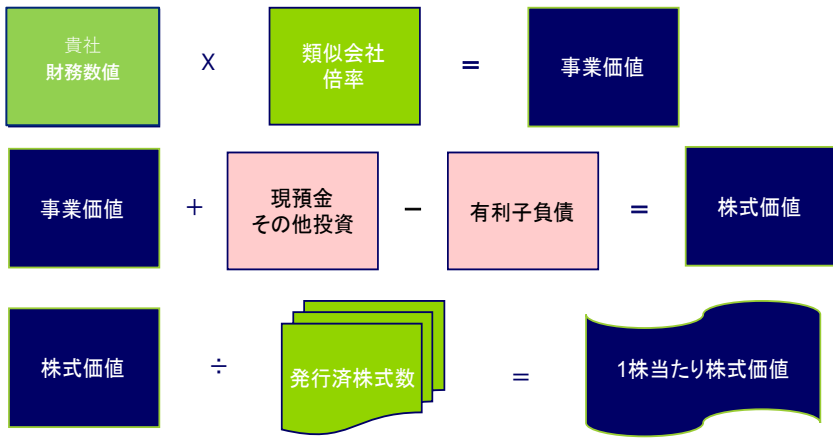 貴社
財務数値
X
類似会社
倍率
=
事業価値
事業価値
+
現預金
その他投資
−
有利子負債
=
株式価値
株式価値
÷
発行済株式数
=
1株当たり株式価値